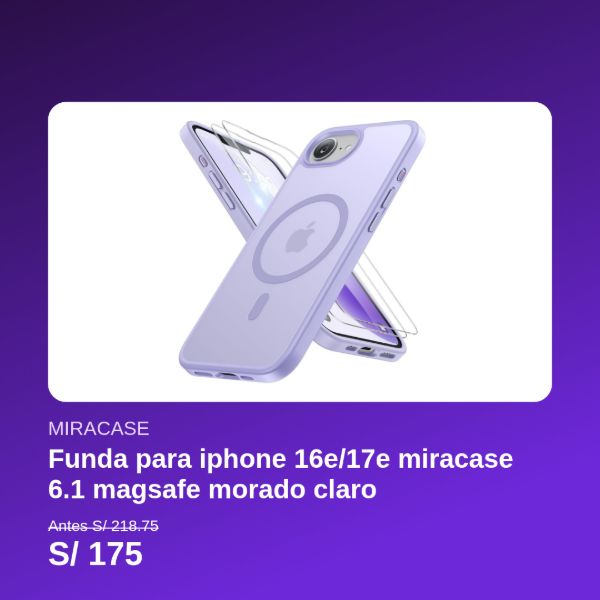 MIRACASE
Funda para iphone 16e/17e miracase
6.1 magsafe morado claro
Antes S/ 218.75
S/ 175